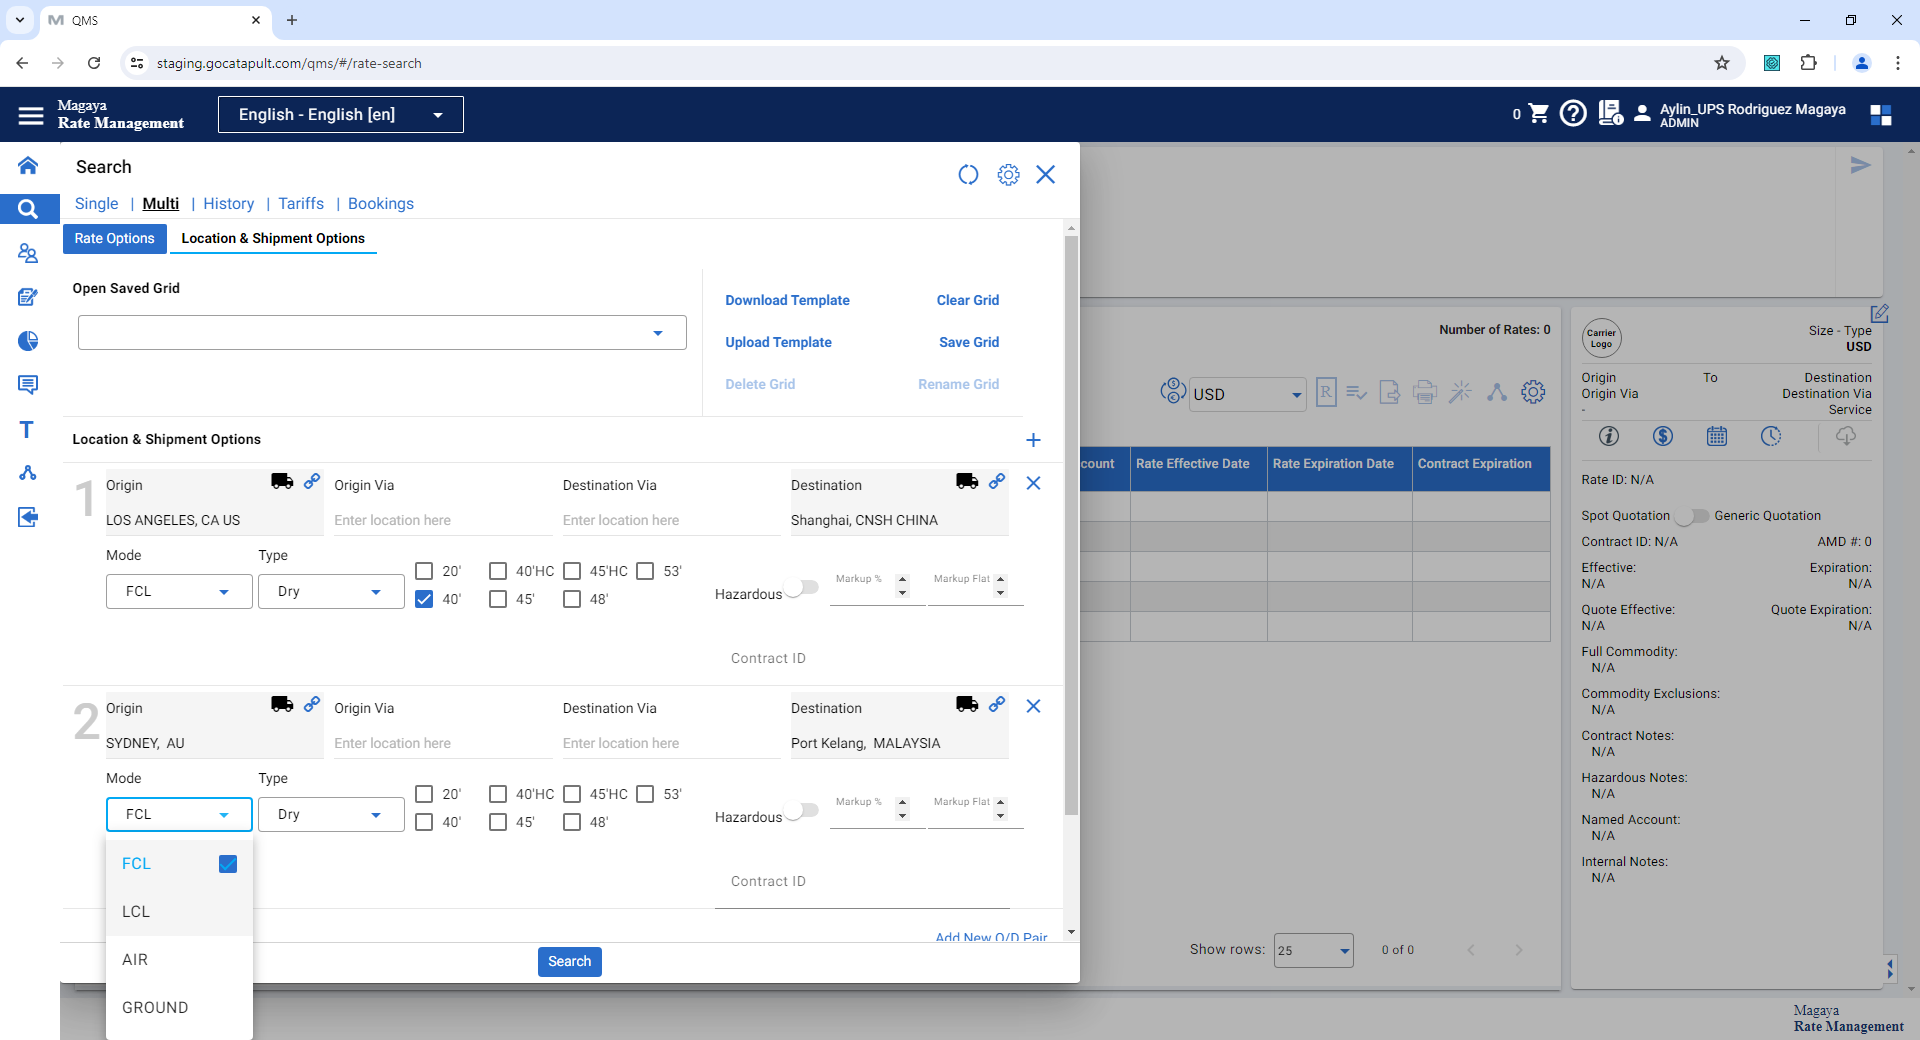 QMS
staging.gocatapult.com/qms/#/rate-search
Magaya
Rate Management
English - English [en]
0
Aylin_UPS Rodriguez Magaya
ADMIN
Search
Single | Multi | History | Tariffs | Bookings
Rate Options
Location & Shipment Options
Open Saved Grid
Download Template
Clear Grid
Upload Template
Save Grid
Delete Grid
Rename Grid
Location & Shipment Options
1
Origin
Origin Via
Destination Via
Destination
LOS ANGELES, CA US
Enter location here
Enter location here
Shanghai, CNSH CHINA
Mode
Type
FCL
Dry
20'
40'HC
45'HC
53'
40'
45'
48'
Hazardous
Markup %
Markup Flat
Contract ID
2
Origin
Origin Via
Destination Via
Destination
SYDNEY, AU
Enter location here
Enter location here
Port Kelang, MALAYSIA
Mode
Type
FCL
Dry
20'
40'HC
45'HC
53'
40'
45'
48'
Hazardous
Markup %
Markup Flat
Contract ID
FCL
LCL
AIR
GROUND
Add New O/D Pair
Search
Number of Rates: 0
USD
R
count
Rate Effective Date
Rate Expiration Date
Contract Expiration
Show rows: 25
0 of 0
Carrier
Logo
Size - Type
USD
Origin
To
Destination
Origin Via
Destination Via
-
Service
Rate ID: N/A
Spot Quotation
Generic Quotation
Contract ID: N/A
AMD #: 0
Effective:
Expiration:
N/A
N/A
Quote Effective:
Quote Expiration:
N/A
N/A
Full Commodity:
N/A
Commodity Exclusions:
N/A
Contract Notes:
N/A
Hazardous Notes:
N/A
Named Account:
N/A
Internal Notes:
N/A
Magaya
Rate Management